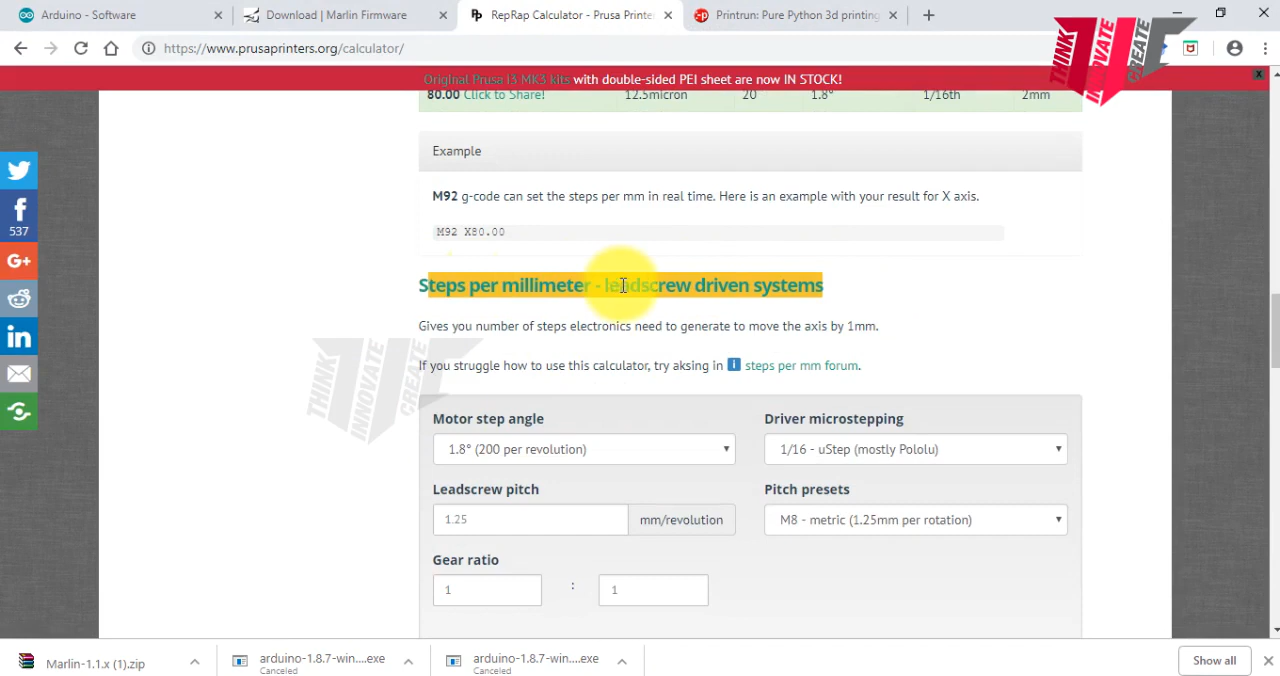 Arduino - Software
Download | Marlin Firmware
RepRap Calculator - Prusa Printe
Printrun: Pure Python 3d printing
https://www.prusaprinters.org/calculator/
THINK
INNOVATE
CREATE
Original Prusa i3 MK3 kits with double-sided PEI sheet are now IN STOCK!
X
80.00 Click to Share! 12.5micron 20 1.8° 1/16th 2mm
Example
M92 g-code can set the steps per mm in real time. Here is an example with your result for X axis.
M92 X80.00
537
G+
in
Steps per millimeter - leadscrew driven systems
Gives you number of steps electronics need to generate to move the axis by 1mm.
If you struggle how to use this calculator, try aksing in i steps per mm forum.
THINK
INNOVATE
CREATE
Motor step angle Driver microstepping
1.8° (200 per revolution) 1/16 - uStep (mostly Pololu)
Leadscrew pitch Pitch presets
1.25 mm/revolution M8 - metric (1.25mm per rotation)
Gear ratio
1 : 1
Marlin-1.1.x (1).zip
arduino-1.8.7-win....exe
Canceled
arduino-1.8.7-win....exe
Canceled
Show all